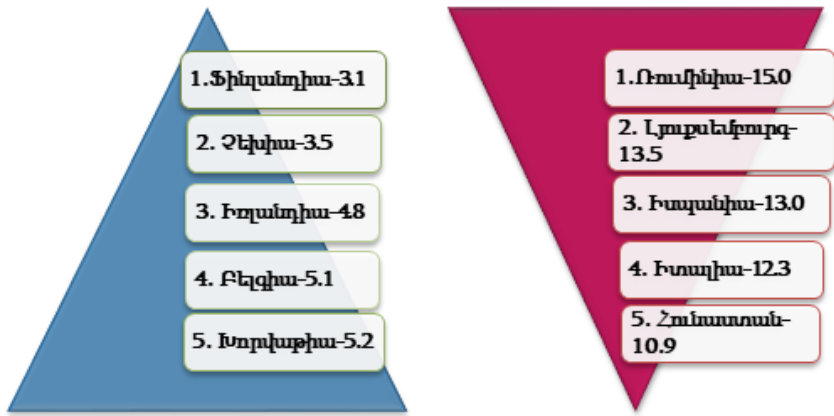 1.Ֆինլանդիա-3.1
2. Չեխիա-3.5
3. Իռլանդիա-4.8
4. Բելգիա-5.1
5. Խորվաթիա-5.2
1.Ռումինիա-15.0
2. Լյուքսեմբուրգ-
13.5
3. Իսպանիա-13.0
4. Իտալիա-12.3
5. Հունաստան-
10.9